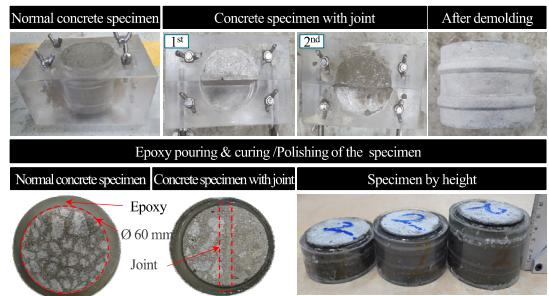 Normal concrete specimen
Concrete specimen with joint
After demolding
1st
2nd
Epoxy pouring & curing /Polishing of the specimen
Normal concrete specimen
Concrete specimen with joint
Specimen by height
Epoxy
Ø 60 mm
Joint